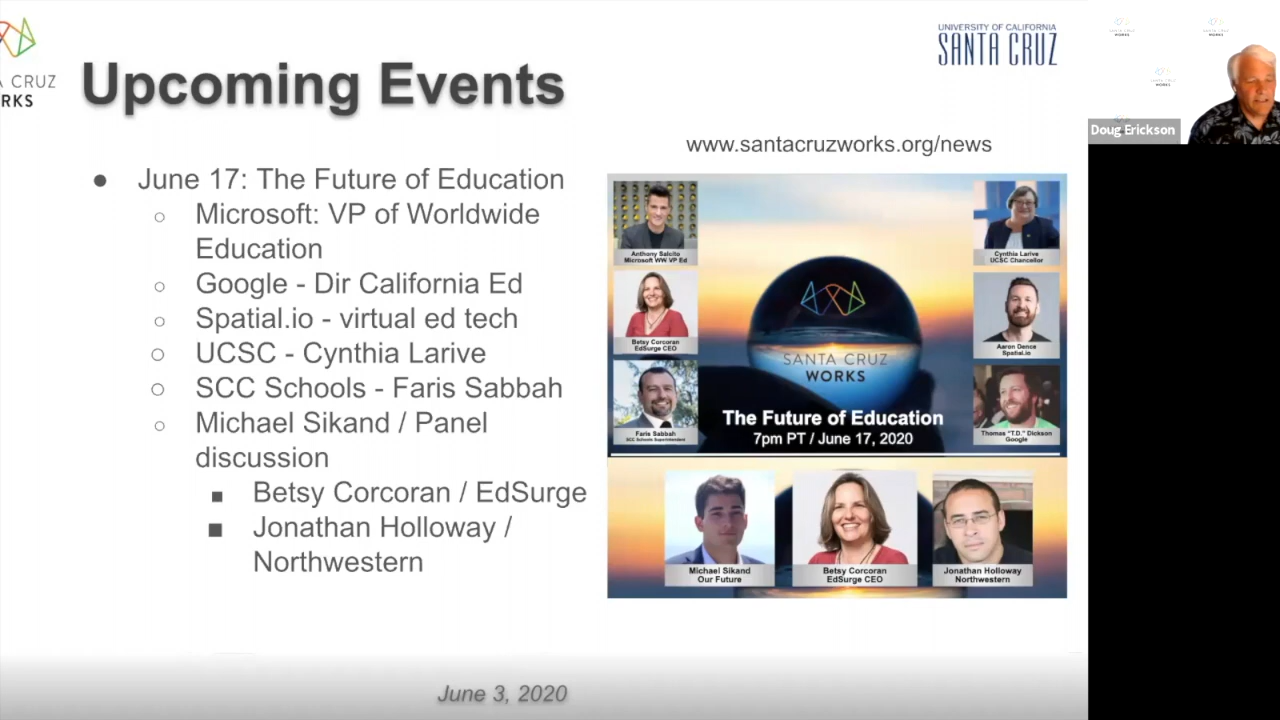 UNIVERSITY OF CALIFORNIA
SANTA CRUZ
CRUZ
RKS
Upcoming Events
www.santacruzworks.org/news
● June 17: The Future of Education
○ Microsoft: VP of Worldwide
Education
○ Google - Dir California Ed
○ Spatial.io - virtual ed tech
○ UCSC - Cynthia Larive
○ SCC Schools - Faris Sabbah
○ Michael Sikand / Panel
discussion
■ Betsy Corcoran / EdSurge
■ Jonathan Holloway /
Northwestern
Anthony Salcito
Microsoft WW VP Ed
Betsy Corcoran
EdSurge CEO
Faris Sabbah
SCC Schools Superintendent
Cynthia Larive
UCSC Chancellor
Aaron Dence
Spatial.io
Thomas "T.D." Dickson
Google
SANTA CRUZ
WORKS
The Future of Education
7pm PT / June 17, 2020
Michael Sikand
Our Future
Betsy Corcoran
EdSurge CEO
Jonathan Holloway
Northwestern
June 3, 2020
Doug Erickson